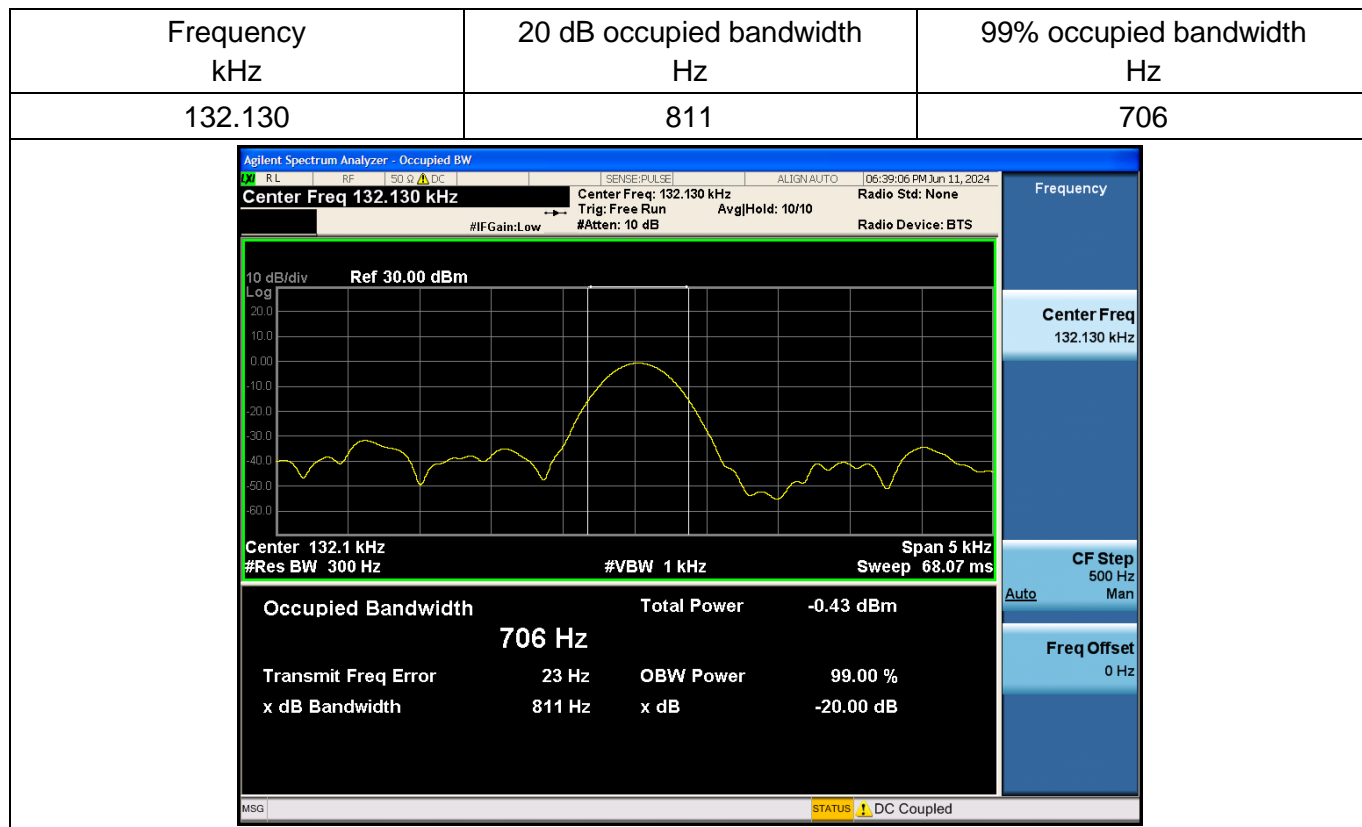 Frequency
kHz
20 dB occupied bandwidth
Hz
99% occupied bandwidth
Hz
132.130
811
706
Agilent Spectrum Analyzer - Occupied BW
LXI RL RF 50 Ω DC SENSE:PULSE ALIGN AUTO 06:39:06 PM Jun 11, 2024
Center Freq 132.130 kHz
#IFGain:Low
Center Freq: 132.130 kHz
Trig: Free Run Avg|Hold: 10/10
#Atten: 10 dB
Radio Std: None
Radio Device: BTS
10 dB/div Ref 30.00 dBm
Log
20.0
10.0
0.00
-10.0
-20.0
-30.0
-40.0
-50.0
-60.0
Center 132.1 kHz Span 5 kHz
#Res BW 300 Hz #VBW 1 kHz Sweep 68.07 ms
Occupied Bandwidth Total Power -0.43 dBm
706 Hz
Transmit Freq Error 23 Hz OBW Power 99.00 %
x dB Bandwidth 811 Hz x dB -20.00 dB
Frequency
Center Freq
132.130 kHz
CF Step
500 Hz
Auto Man
Freq Offset
0 Hz
MSG STATUS DC Coupled